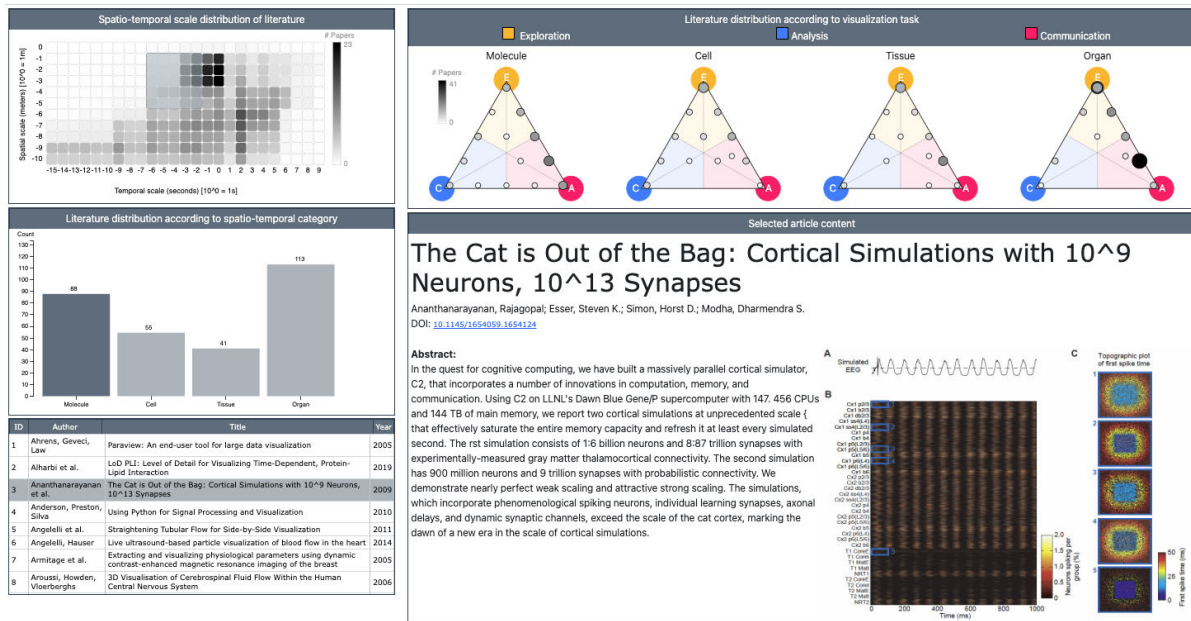 Spatio-temporal scale distribution of literature
# Papers
23
0
0
-1
-2
-3
-4
-5
-6
-7
-8
-9
-10
Spatial scale (meters) [10^0 = 1m]
-15 -14 -13 -12 -11 -10 -9 -8 -7 -6 -5 -4 -3 -2 -1 0 1 2 3 4 5 6 7 8 9
Temporal scale (seconds) [10^0 = 1s]
Literature distribution according to spatio-temporal category
Count
130
120
110
100
90
80
70
60
50
40
30
20
10
0
88
55
41
113
Molecule Cell Tissue Organ
ID Author Title Year
1 Ahrens, Geveci, Law Paraview: An end-user tool for large data visualization 2005
2 Alharbi et al. LoD PLI: Level of Detail for Visualizing Time-Dependent, Protein-
Lipid Interaction 2019
3 Ananthanarayanan et al. The Cat is Out of the Bag: Cortical Simulations with 10^9 Neurons,
10^13 Synapses 2009
4 Anderson, Preston, Silva Using Python for Signal Processing and Visualization 2010
5 Angelelli et al. Straightening Tubular Flow for Side-by-Side Visualization 2011
6 Angelelli, Hauser Live ultrasound-based particle visualization of blood flow in the heart 2014
7 Armitage et al. Extracting and visualizing physiological parameters using dynamic
contrast-enhanced magnetic resonance imaging of the breast 2005
8 Aroussi, Howden, Vloerberghs 3D Visualisation of Cerebrospinal Fluid Flow Within the Human
Central Nervous System 2006
Literature distribution according to visualization task
Exploration Analysis Communication
Molecule Cell Tissue Organ
# Papers
41
0
E C A
E C A
E C A
E C A
Selected article content
The Cat is Out of the Bag: Cortical Simulations with 10^9
Neurons, 10^13 Synapses
Ananthanarayanan, Rajagopal; Esser, Steven K.; Simon, Horst D.; Modha, Dharmendra S.
DOI: 10.1145/1654059.1654124
Abstract:
In the quest for cognitive computing, we have built a massively parallel cortical simulator,
C2, that incorporates a number of innovations in computation, memory, and
communication. Using C2 on LLNL's Dawn Blue Gene/P supercomputer with 147. 456 CPUs
and 144 TB of main memory, we report two cortical simulations at unprecedented scale {
that effectively saturate the entire memory capacity and refresh it at least every simulated
second. The rst simulation consists of 1:6 billion neurons and 8:87 trillion synapses with
experimentally-measured gray matter thalamocortical connectivity. The second simulation
has 900 million neurons and 9 trillion synapses with probabilistic connectivity. We
demonstrate nearly perfect weak scaling and attractive strong scaling. The simulations,
which incorporate phenomenological spiking neurons, individual learning synapses, axonal
delays, and dynamic synaptic channels, exceed the scale of the cat cortex, marking the
dawn of a new era in the scale of cortical simulations.
A
Simulated
EEG
B
0 200 400 600 800 1000
Time (ms)
2.0
1.5
1.0
0.5
0.0
Neurons spiking per
group (%)
C
Topographic plot
of first spike time
1
2
3
4
5
50
25
0
First spike time (ms)